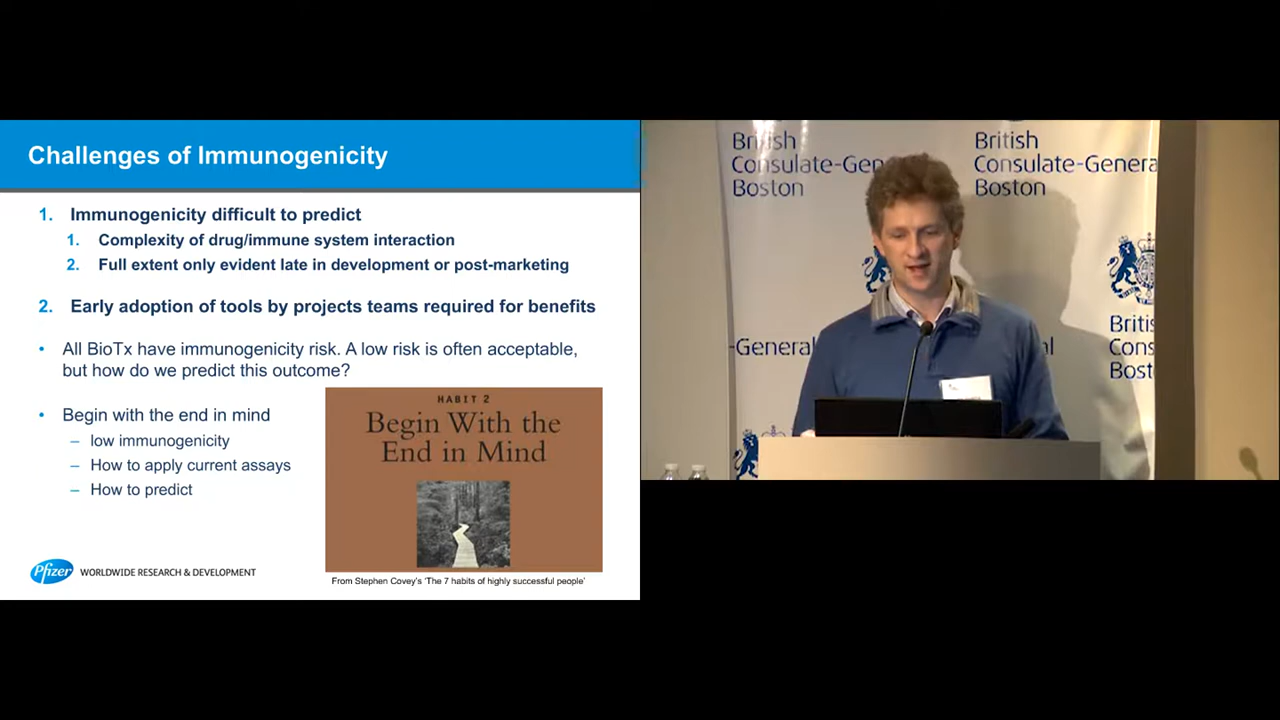 Challenges of Immunogenicity
1. Immunogenicity difficult to predict
1. Complexity of drug/immune system interaction
2. Full extent only evident late in development or post-marketing
2. Early adoption of tools by projects teams required for benefits
• All BioTx have immunogenicity risk. A low risk is often acceptable,
but how do we predict this outcome?
• Begin with the end in mind
– low immunogenicity
– How to apply current assays
– How to predict
HABIT 2
Begin With the
End in Mind
From Stephen Covey's 'The 7 habits of highly successful people'
Pfizer WORLDWIDE RESEARCH & DEVELOPMENT
British
Consulate-Gene
Boston
British
Consulate-Genera
Boston
-General
al
Britis
Cons
Bost